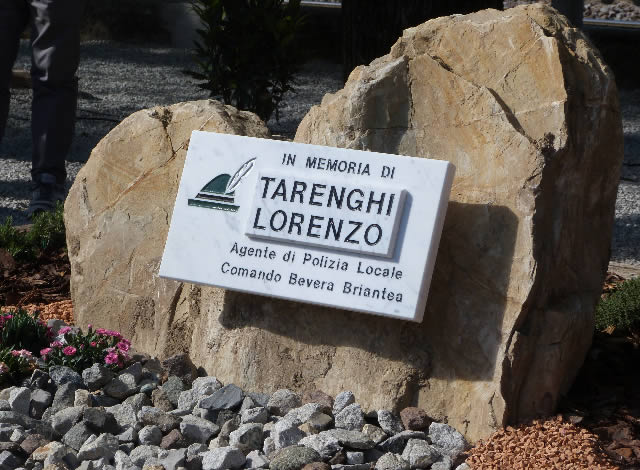 IN MEMORIA DI
TARENGHI
LORENZO
Agente di Polizia Locale
Comando Bevera Briantea